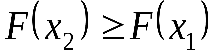 F(x₂) ≥ F(x₁)